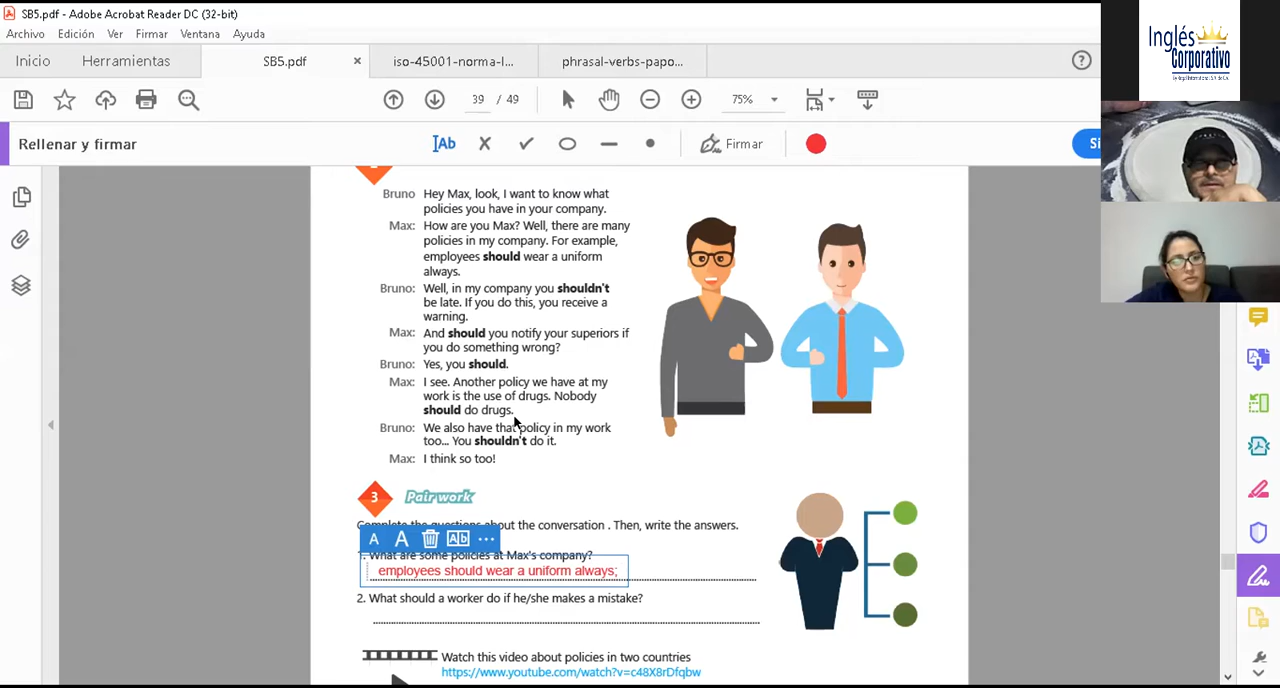 SB5.pdf - Adobe Acrobat Reader DC (32-bit)
Archivo Edición Ver Firmar Ventana Ayuda
Inicio Herramientas SB5.pdf × iso-45001-norma-l... phrasal-verbs-papo...
39 / 49 75%
Rellenar y firmar Ab Firmar
Inglés
Corporativo
Bruno Hey Max, look, I want to know what
policies you have in your company.
Max: How are you Max? Well, there are many
policies in my company. For example,
employees should wear a uniform
always.
Bruno: Well, in my company you shouldn't
be late. If you do this, you receive a
warning.
Max: And should you notify your superiors if
you do something wrong?
Bruno: Yes, you should.
Max: I see. Another policy we have at my
work is the use of drugs. Nobody
should do drugs.
Bruno: We also have that policy in my work
too... You shouldn't do it.
Max: I think so too!
3 Pair work
Complete the questions about the conversation . Then, write the answers.
A A Ab ...
1. What are some policies at Max's company?
employees should wear a uniform always;
2. What should a worker do if he/she makes a mistake?
Watch this video about policies in two countries
https://www.youtube.com/watch?v=c48X8rDfqbw